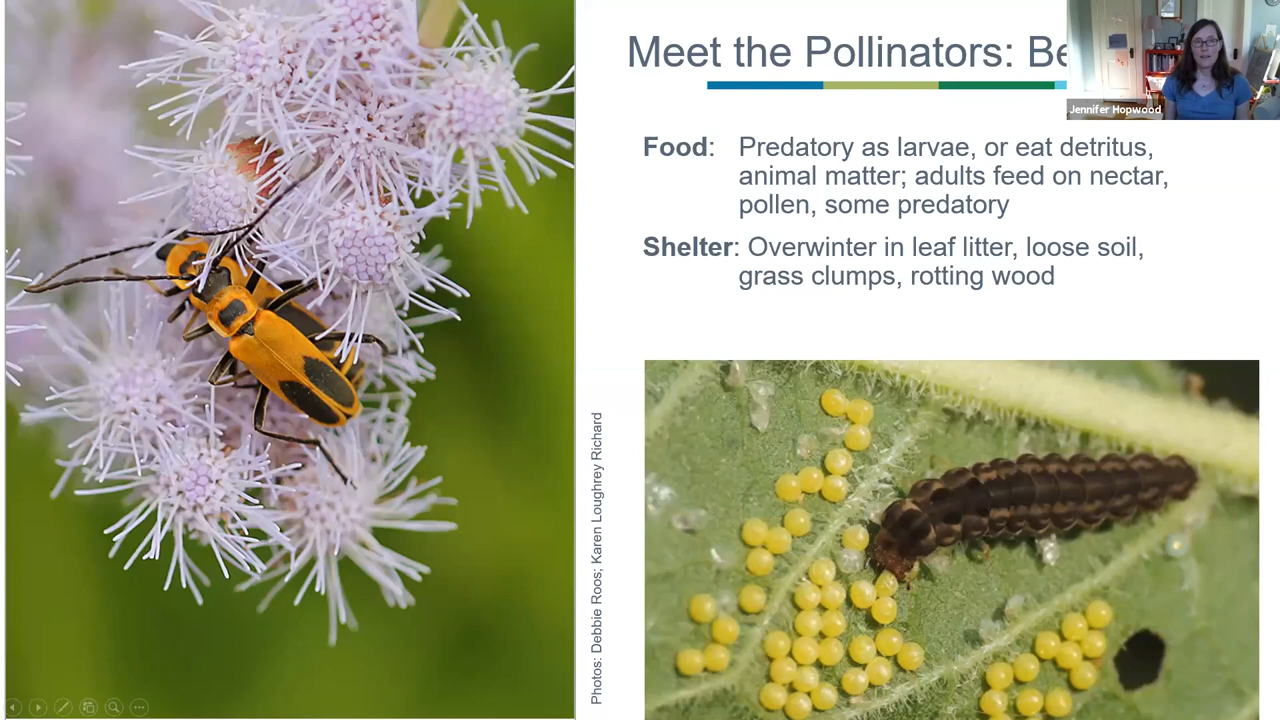 Meet the Pollinators: Be
Jennifer Hopwood
Food: Predatory as larvae, or eat detritus,
animal matter; adults feed on nectar,
pollen, some predatory
Shelter: Overwinter in leaf litter, loose soil,
grass clumps, rotting wood
Photos: Debbie Roos; Karen Loughrey Richard